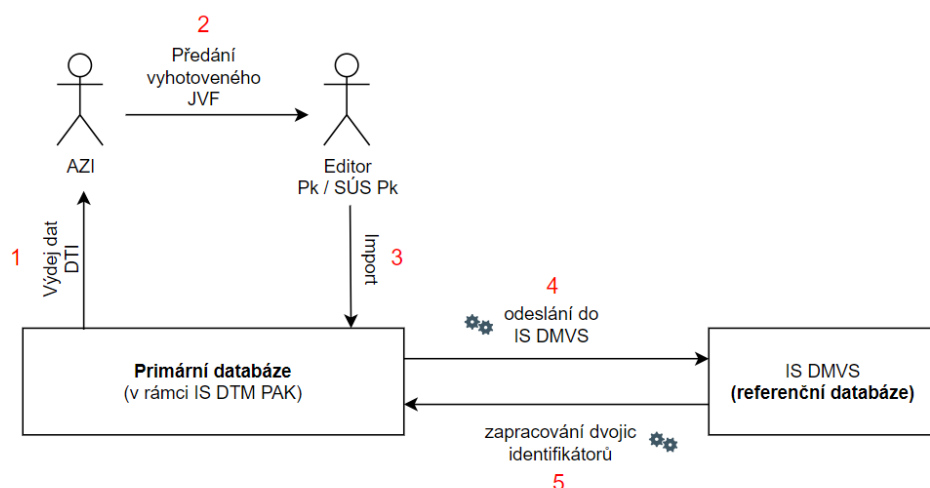 2
Předání
vyhotoveného
JVF
AZI
Editor
Pk / SÚS Pk
1
Výdej dat
DTI
Import
3
4
odeslání do
IS DMVS
Primární databáze
(v rámci IS DTM PAK)
IS DMVS
(referenční databáze)
zapracování dvojic
identifikátorů
5